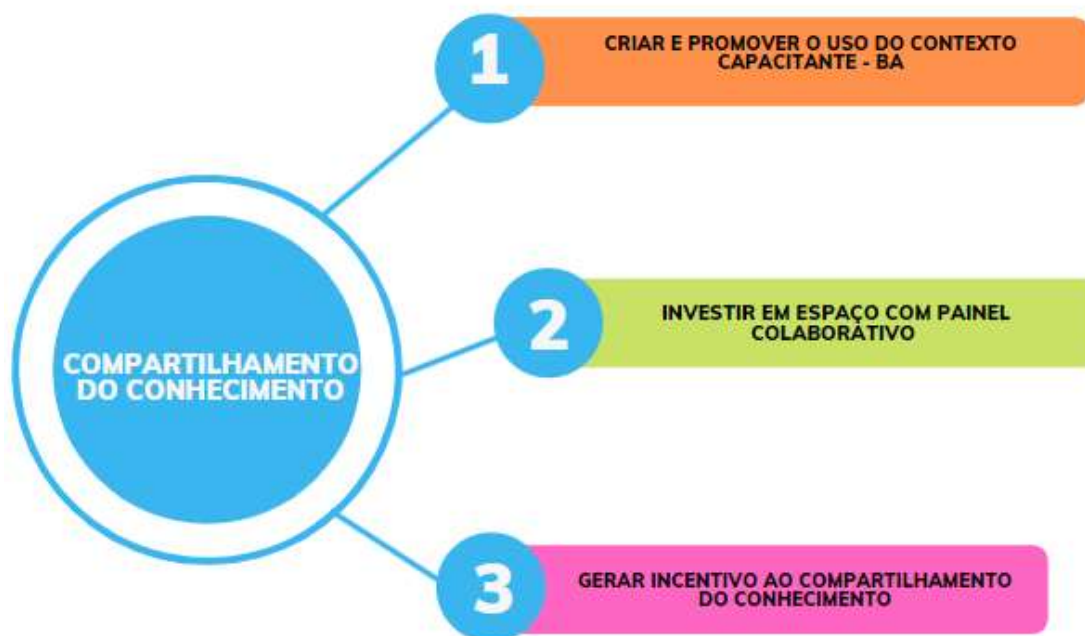 1
CRIAR E PROMOVER O USO DO CONTEXTO
CAPACITANTE - BA
COMPARTILHAMENTO
DO CONHECIMENTO
2
INVESTIR EM ESPAÇO COM PAINEL
COLABORATIVO
3
GERAR INCENTIVO AO COMPARTILHAMENTO
DO CONHECIMENTO